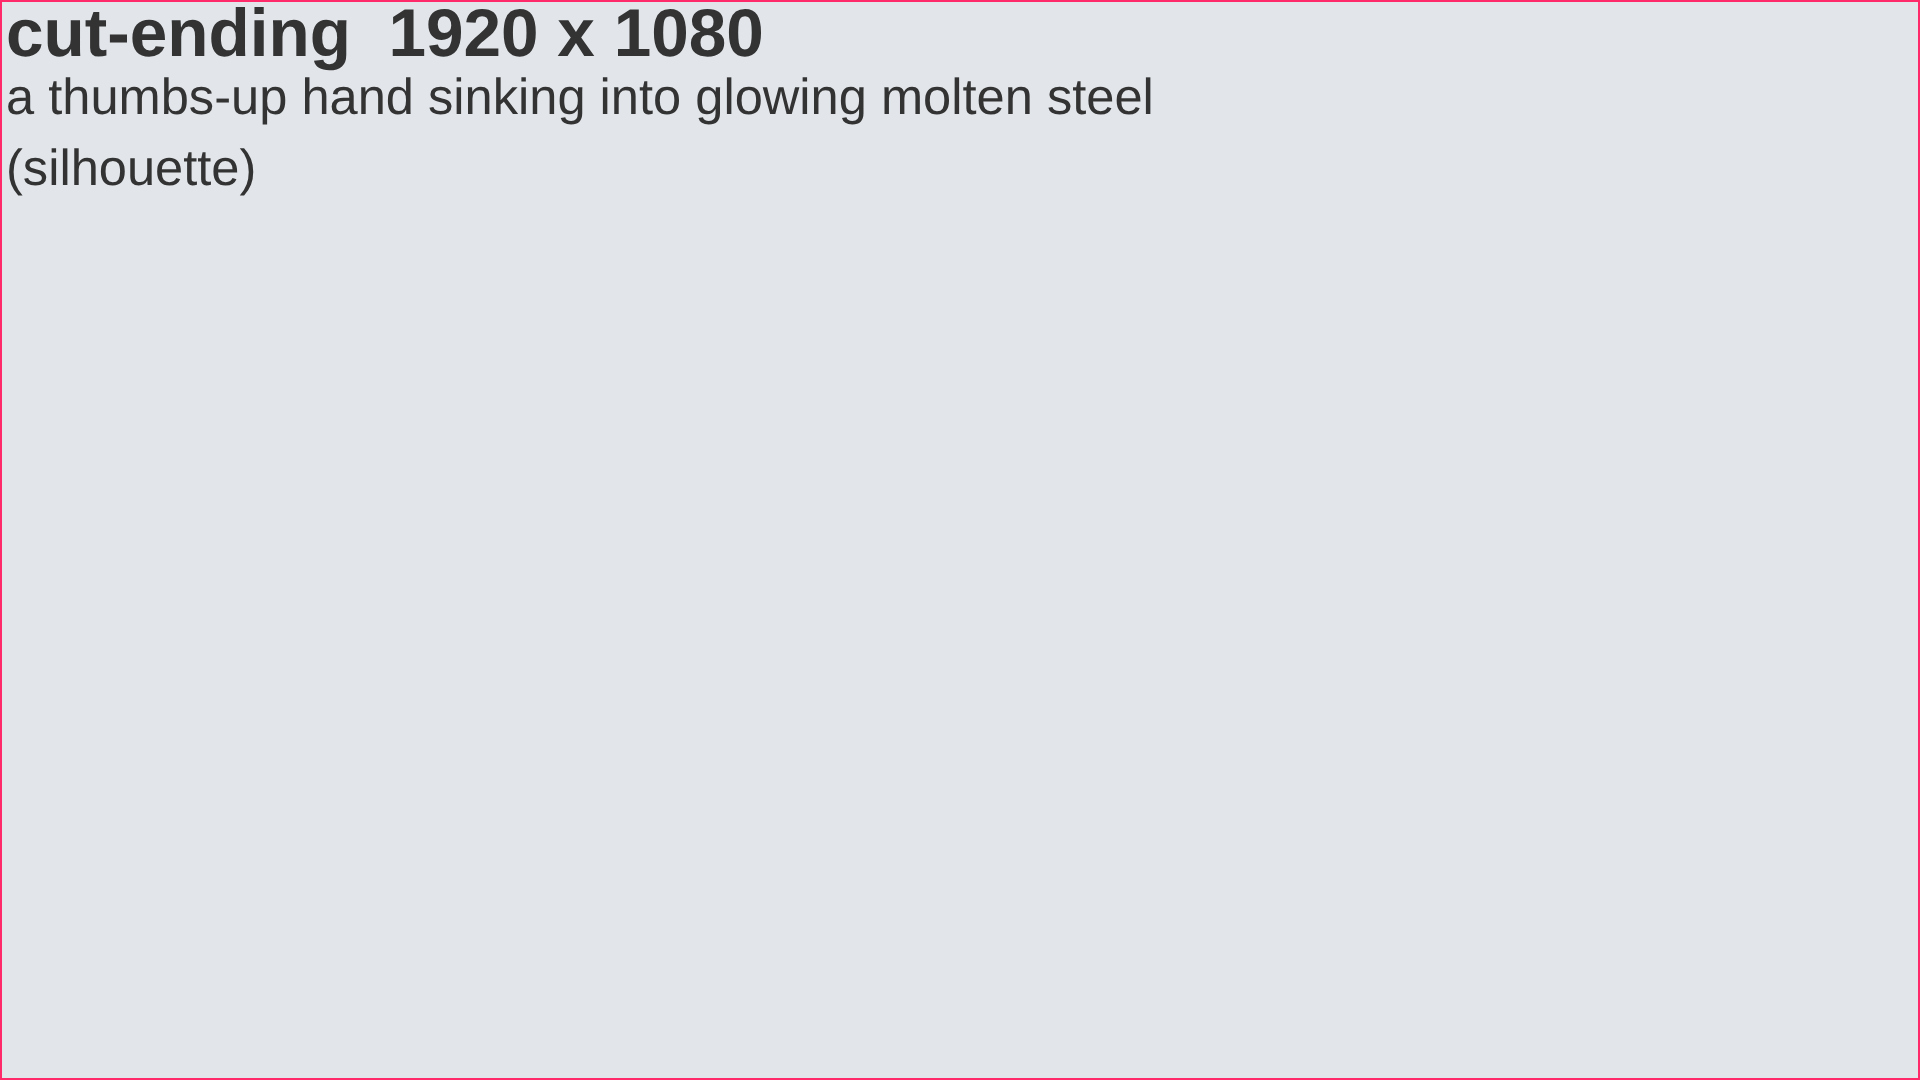 cut-ending  1920 x 1080
a thumbs-up hand sinking into glowing molten steel
(silhouette)